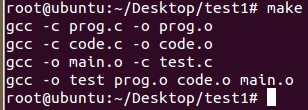 root@ubuntu:~/Desktop/test1# make
gcc -c prog.c -o prog.o
gcc -c code.c -o code.o
gcc -o main.o -c test.c
gcc -o test prog.o code.o main.o
root@ubuntu:~/Desktop/test1#